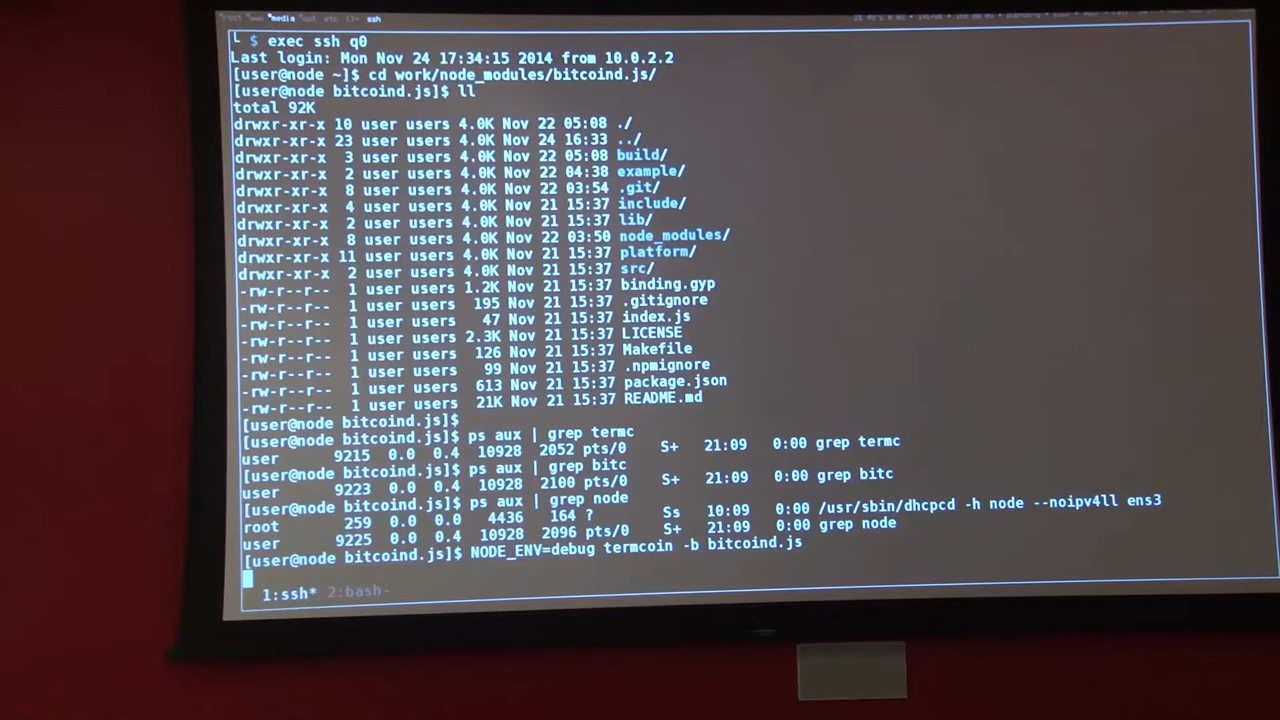 root www *media opt etc ssh
└ $ exec ssh q0
Last login: Mon Nov 24 17:34:15 2014 from 10.0.2.2
[user@node ~]$ cd work/node_modules/bitcoind.js/
[user@node bitcoind.js]$ ll
total 92K
drwxr-xr-x 10 user users 4.0K Nov 22 05:08 ./
drwxr-xr-x 23 user users 4.0K Nov 24 16:33 ../
drwxr-xr-x 3 user users 4.0K Nov 22 05:08 build/
drwxr-xr-x 2 user users 4.0K Nov 22 04:38 example/
drwxr-xr-x 8 user users 4.0K Nov 22 03:54 .git/
drwxr-xr-x 4 user users 4.0K Nov 21 15:37 include/
drwxr-xr-x 2 user users 4.0K Nov 21 15:37 lib/
drwxr-xr-x 8 user users 4.0K Nov 22 03:50 node_modules/
drwxr-xr-x 11 user users 4.0K Nov 21 15:37 platform/
drwxr-xr-x 2 user users 4.0K Nov 21 15:37 src/
-rw-r--r-- 1 user users 1.2K Nov 21 15:37 binding.gyp
-rw-r--r-- 1 user users 195 Nov 21 15:37 .gitignore
-rw-r--r-- 1 user users 47 Nov 21 15:37 index.js
-rw-r--r-- 1 user users 2.3K Nov 21 15:37 LICENSE
-rw-r--r-- 1 user users 126 Nov 21 15:37 Makefile
-rw-r--r-- 1 user users 99 Nov 21 15:37 .npmignore
-rw-r--r-- 1 user users 613 Nov 21 15:37 package.json
-rw-r--r-- 1 user users 21K Nov 21 15:37 README.md
[user@node bitcoind.js]$
[user@node bitcoind.js]$ ps aux | grep termc
user 9215 0.0 0.4 10928 2052 pts/0 S+ 21:09 0:00 grep termc
[user@node bitcoind.js]$ ps aux | grep bitc
user 9223 0.0 0.4 10928 2100 pts/0 S+ 21:09 0:00 grep bitc
[user@node bitcoind.js]$ ps aux | grep node
root 259 0.0 0.0 4436 164 ? Ss 10:09 0:00 /usr/sbin/dhcpcd -h node --noipv4ll ens3
user 9225 0.0 0.4 10928 2096 pts/0 S+ 21:09 0:00 grep node
[user@node bitcoind.js]$ NODE_ENV=debug termcoin -b bitcoind.js
1:ssh* 2:bash-